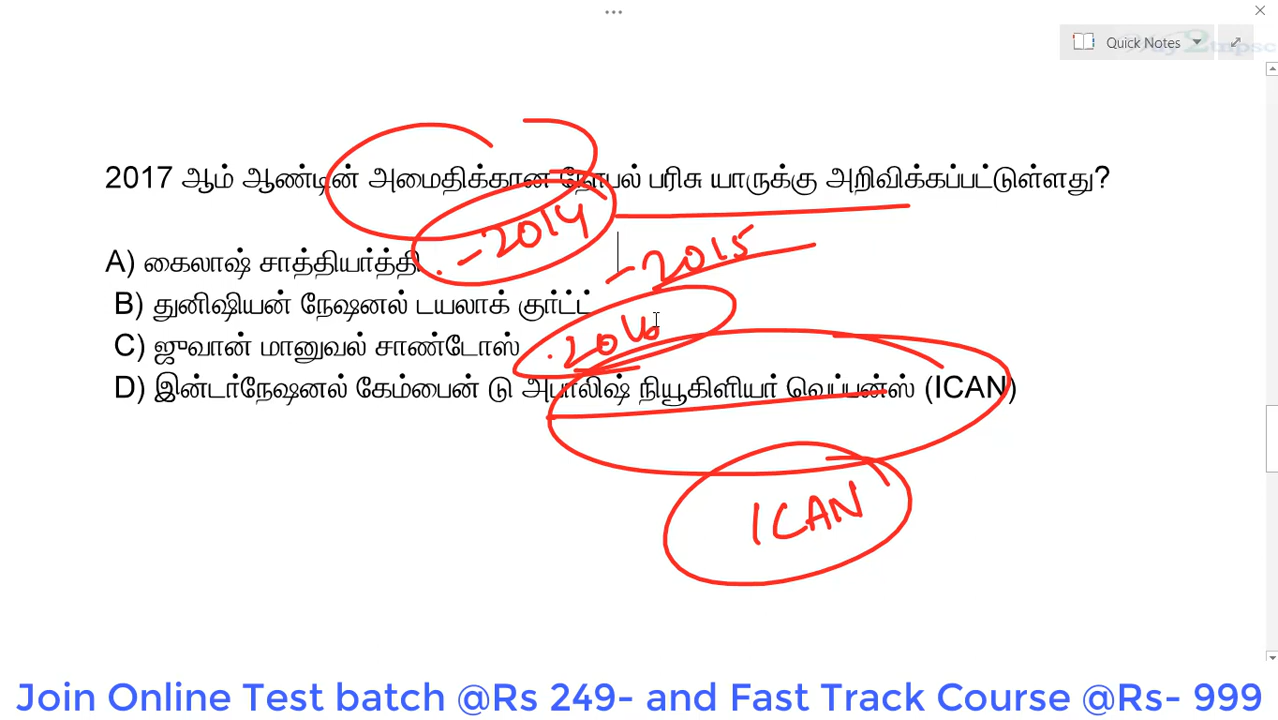 Quick Notes
2017 ஆம் ஆண்டின் அமைதிக்கான நோபல் பரிசு யாருக்கு அறிவிக்கப்பட்டுள்ளது?
A) கைலாஷ் சாத்தியர்த்தி - 2014
B) துனிஷியன் நேஷனல் டயலாக் குர்ட்ட் - 2015
C) ஜுவான் மானுவல் சாண்டோஸ் 2016
D) இன்டர்நேஷனல் கேம்பைன் டு அபாலிஷ் நியூகிளியர் வெப்பன்ஸ் (ICAN)
ICAN
Join Online Test batch @Rs 249- and Fast Track Course @Rs- 999